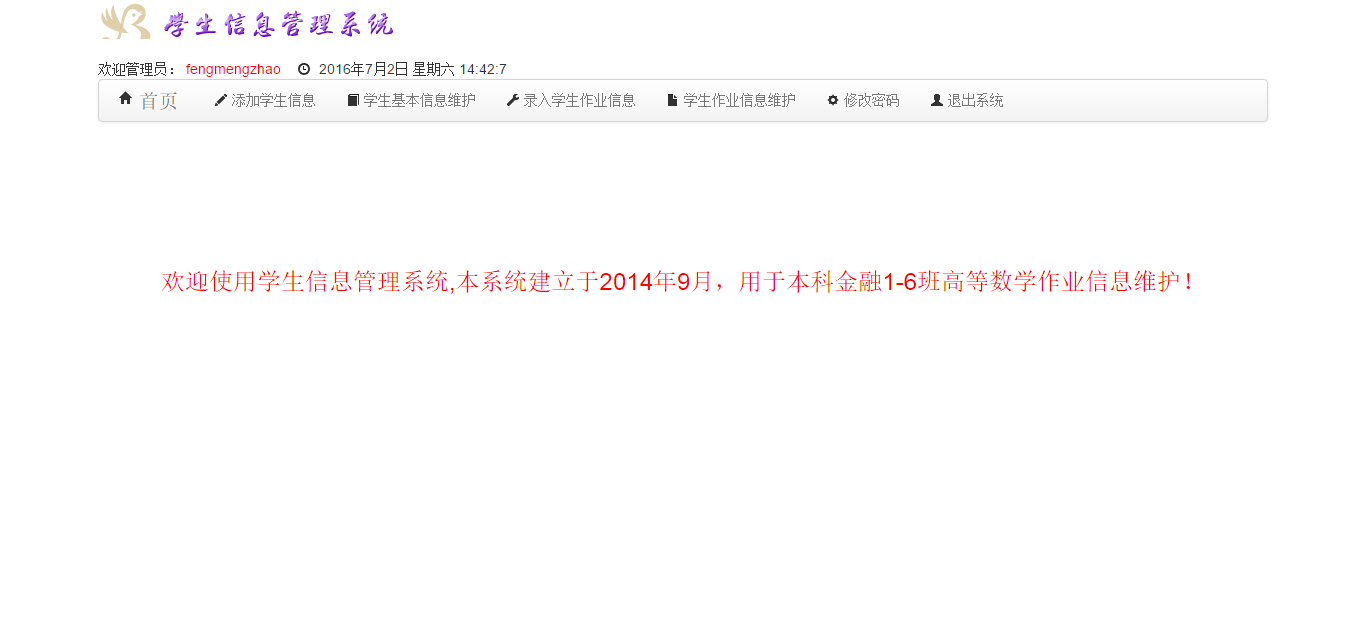 學生信息管理系统
欢迎管理员： fengmengzhao 2016年7月2日 星期六 14:42:7
首页 添加学生信息 学生基本信息维护 录入学生作业信息 学生作业信息维护 修改密码 退出系统
欢迎使用学生信息管理系统,本系统建立于2014年9月，用于本科金融1-6班高等数学作业信息维护！